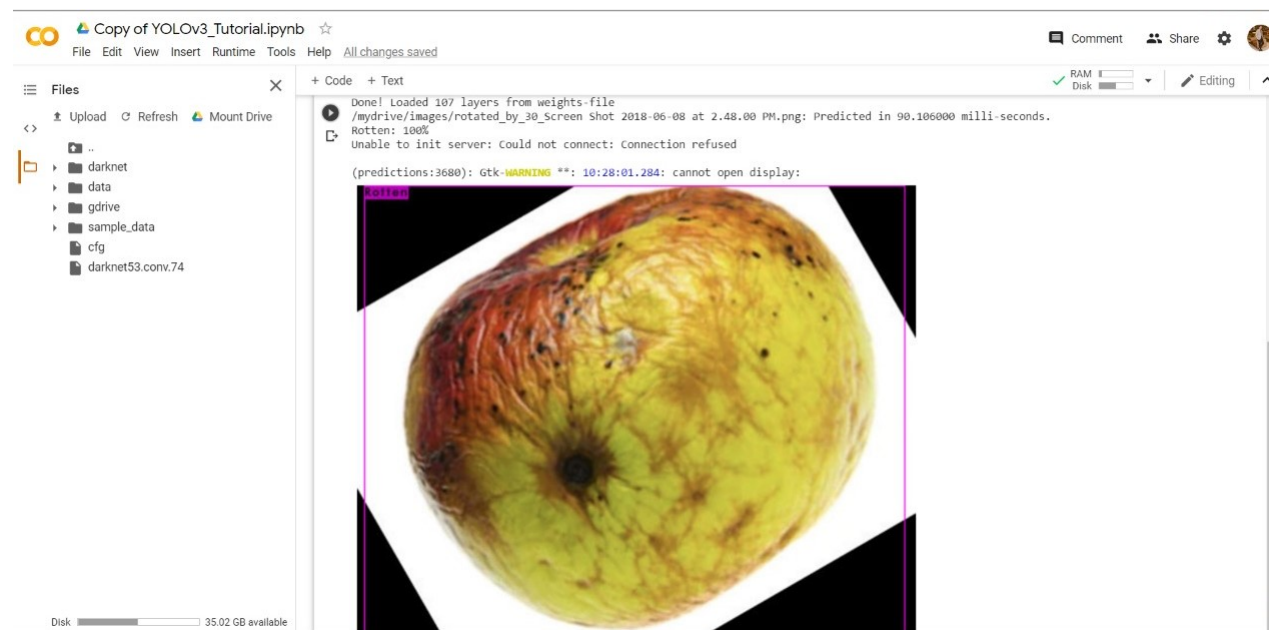 Copy of YOLOv3_Tutorial.ipynb
File Edit View Insert Runtime Tools Help All changes saved
Comment Share
Files
+ Code + Text
RAM
Disk
Editing
Upload Refresh Mount Drive
..
darknet
data
gdrive
sample_data
cfg
darknet53.conv.74
Done! Loaded 107 layers from weights-file
/mydrive/images/rotated_by_30_Screen Shot 2018-06-08 at 2.48.00 PM.png: Predicted in 90.106000 milli-seconds.
Rotten: 100%
Unable to init server: Could not connect: Connection refused
(predictions:3680): Gtk-WARNING **: 10:28:01.284: cannot open display:
Rotten
Disk 35.02 GB available